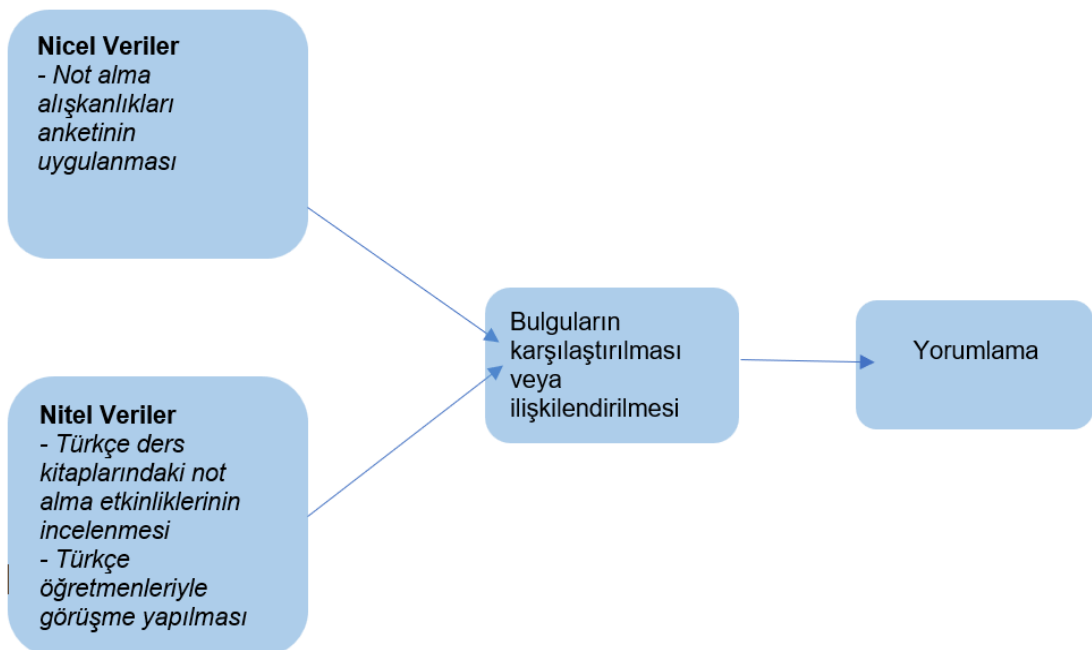 Nicel Veriler
- Not alma
alışkanlıkları
anketinin
uygulanması
Nitel Veriler
- Türkçe ders
kitaplarındaki not
alma etkinliklerinin
incelenmesi
- Türkçe
öğretmenleriyle
görüşme yapılması
Bulguların
karşılaştırılması
veya
ilişkilendirilmesi
Yorumlama